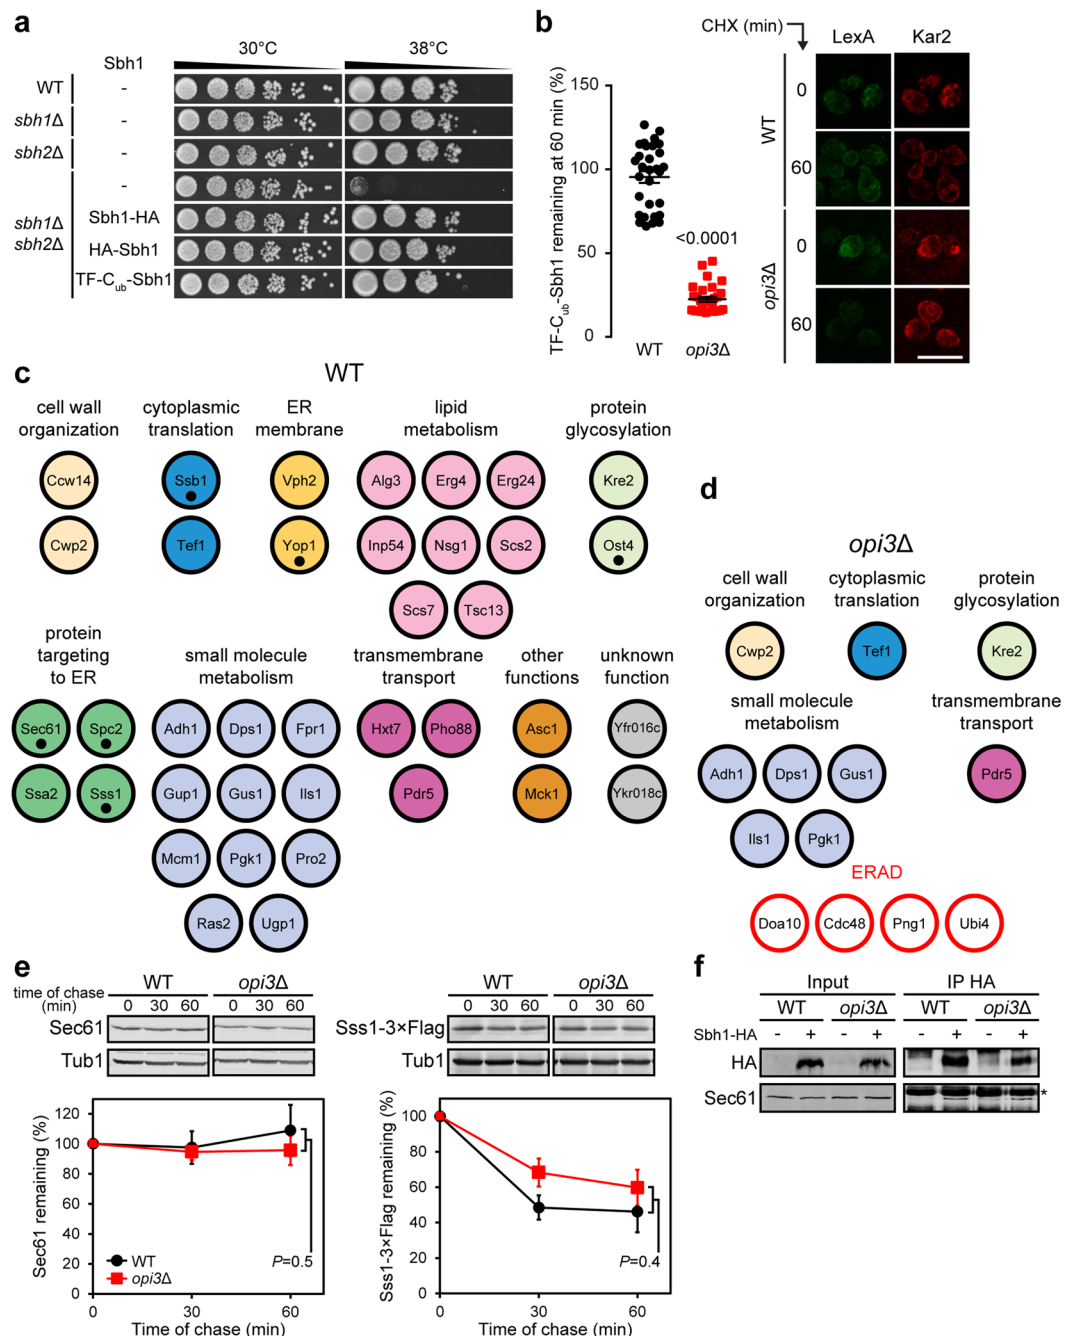 a
30°C 38°C
Sbh1
WT -
sbh1Δ -
sbh2Δ -
-
sbh1Δ sbh2Δ
Sbh1-HA
HA-Sbh1
TF-Cub-Sbh1
b
TF-Cub-Sbh1 remaining at 60 min (%)
150
100
50
0
<0.0001
WT opi3Δ
CHX (min)
LexA Kar2
WT
0
60
opi3Δ
0
60
c
WT
cell wall organization
Ccw14
Cwp2
cytoplasmic translation
Ssb1
Tef1
ER membrane
Vph2
Yop1
lipid metabolism
Alg3 Erg4 Erg24
Inp54 Nsg1 Scs2
Scs7 Tsc13
protein glycosylation
Kre2
Ost4
protein targeting to ER
Sec61 Spc2
Ssa2 Sss1
small molecule metabolism
Adh1 Dps1 Fpr1
Gup1 Gus1 Ils1
Mcm1 Pgk1 Pro2
Ras2 Ugp1
transmembrane transport
Hxt7 Pho88
Pdr5
other functions
Asc1
Mck1
unknown function
Yfr016c
Ykr018c
d
opi3Δ
cell wall organization
Cwp2
cytoplasmic translation
Tef1
protein glycosylation
Kre2
small molecule metabolism
Adh1 Dps1 Gus1
Ils1 Pgk1
transmembrane transport
Pdr5
ERAD
Doa10 Cdc48 Png1 Ubi4
e
WT opi3Δ
time of chase (min) 0 30 60 0 30 60
Sec61
Tub1
Sec61 remaining (%)
120
100
80
60
40
20
0
WT
opi3Δ
P=0.5
0 30 60
Time of chase (min)
WT opi3Δ
0 30 60 0 30 60
Sss1-3×Flag
Tub1
Sss1-3×Flag remaining (%)
100
80
60
40
20
0
P=0.4
0 30 60
Time of chase (min)
f
Input IP HA
WT opi3Δ WT opi3Δ
Sbh1-HA - + - + - + - +
HA
Sec61 *